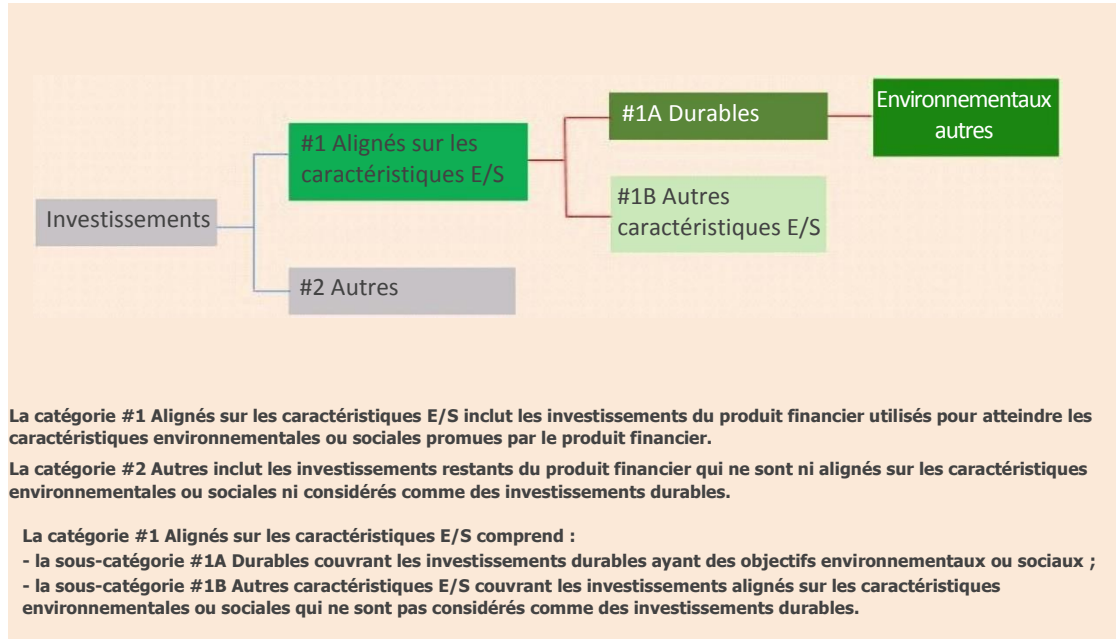 Investissements
#1 Alignés sur les
caractéristiques E/S
#2 Autres
#1A Durables
#1B Autres
caractéristiques E/S
Environnementaux
autres
La catégorie #1 Alignés sur les caractéristiques E/S inclut les investissements du produit financier utilisés pour atteindre les
caractéristiques environnementales ou sociales promues par le produit financier.
La catégorie #2 Autres inclut les investissements restants du produit financier qui ne sont ni alignés sur les caractéristiques
environnementales ou sociales ni considérés comme des investissements durables.
La catégorie #1 Alignés sur les caractéristiques E/S comprend :
- la sous-catégorie #1A Durables couvrant les investissements durables ayant des objectifs environnementaux ou sociaux ;
- la sous-catégorie #1B Autres caractéristiques E/S couvrant les investissements alignés sur les caractéristiques
environnementales ou sociales qui ne sont pas considérés comme des investissements durables.